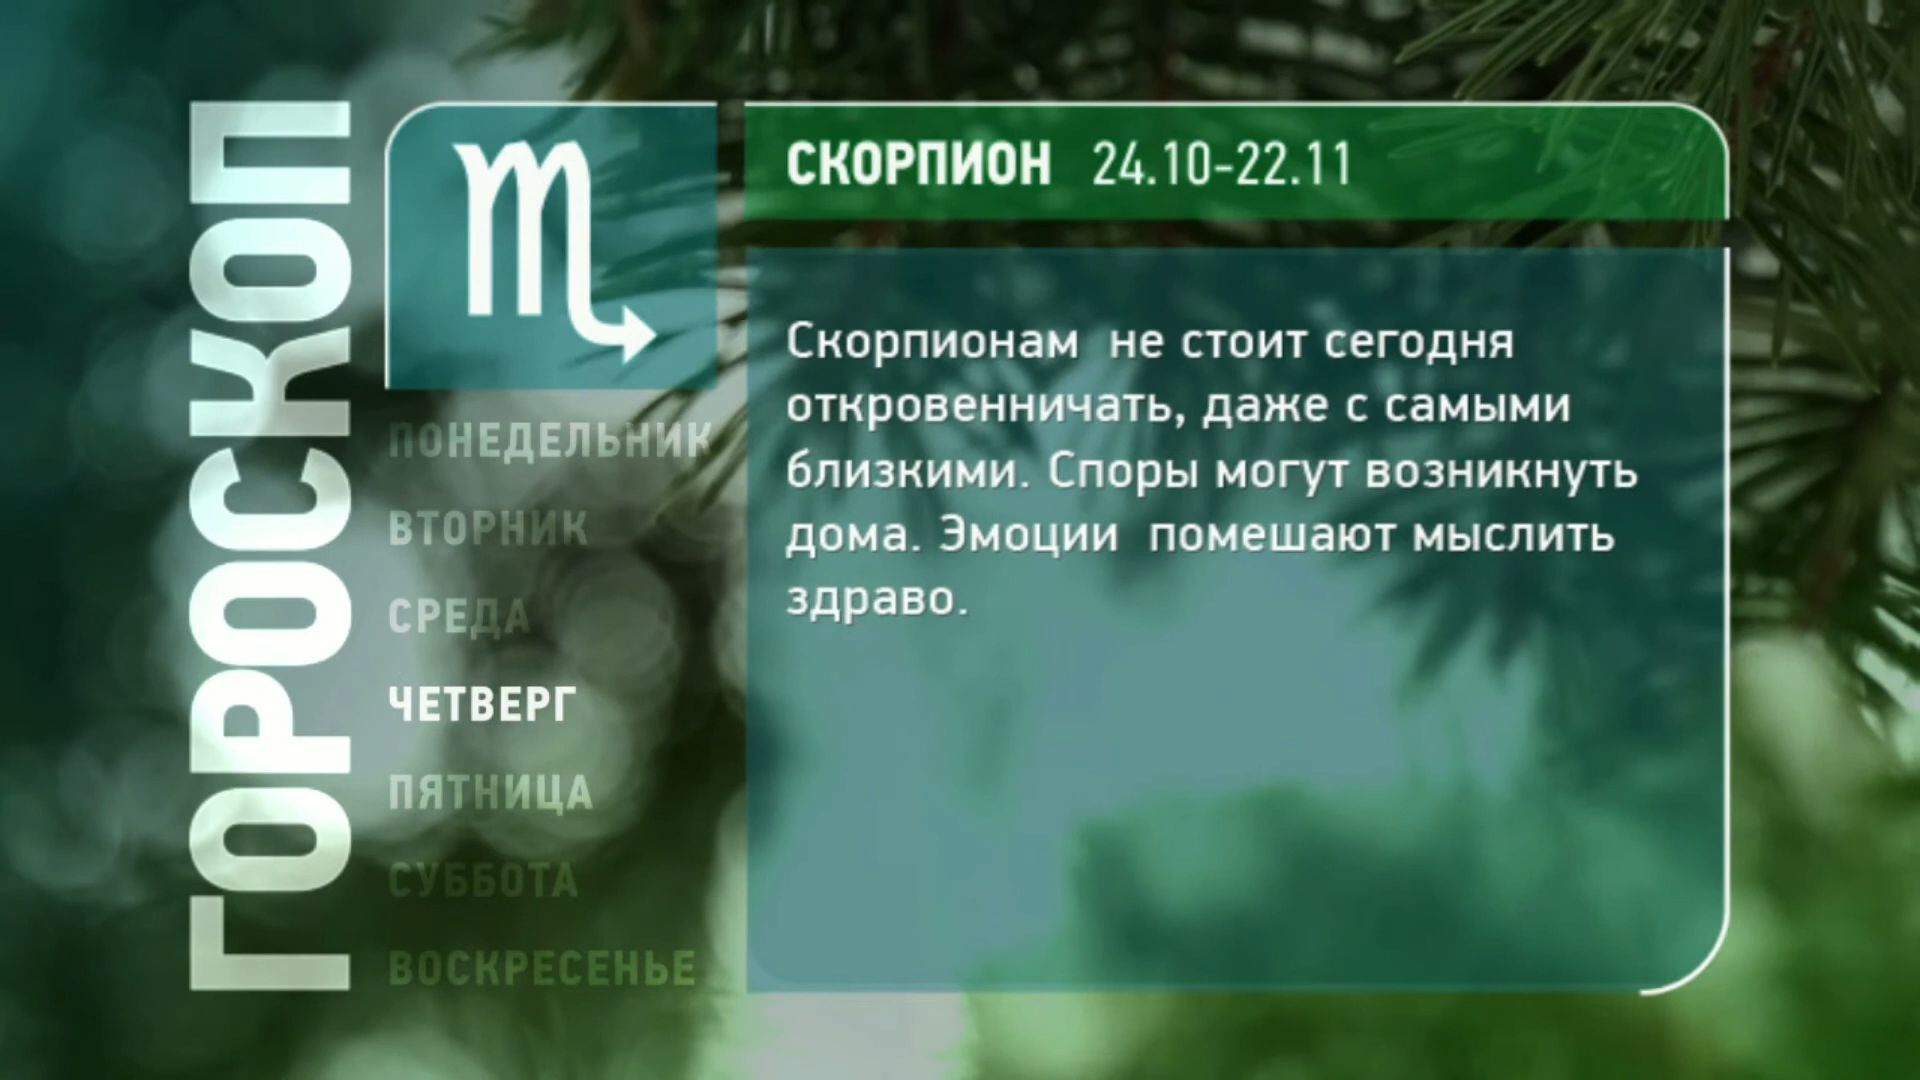 ГОРОСКОП
СКОРПИОН 24.10-22.11
ПОНЕДЕЛЬНИК
ВТОРНИК
СРЕДА
ЧЕТВЕРГ
ПЯТНИЦА
СУББОТА
ВОСКРЕСЕНЬЕ
Скорпионам не стоит сегодня
откровенничать, даже с самыми
близкими. Споры могут возникнуть
дома. Эмоции помешают мыслить
здраво.